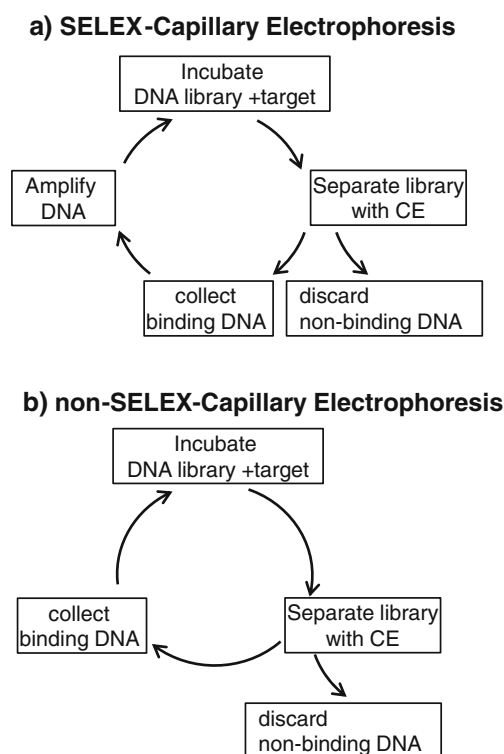 a) SELEX-Capillary Electrophoresis
Incubate
DNA library +target
Amplify
DNA
Separate library
with CE
collect
binding DNA
discard
non-binding DNA
b) non-SELEX-Capillary Electrophoresis
Incubate
DNA library +target
collect
binding DNA
Separate library
with CE
discard
non-binding DNA